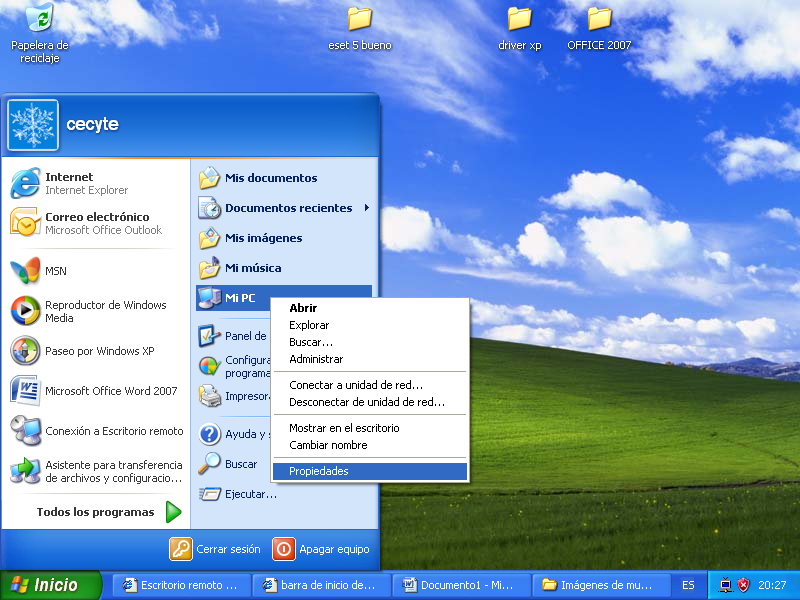 Papelera de
reciclaje
eset 5 bueno
driver xp
OFFICE 2007
cecyte
Internet
Internet Explorer
Correo electrónico
Microsoft Office Outlook
MSN
Reproductor de Windows
Media
Paseo por Windows XP
Microsoft Office Word 2007
Conexión a Escritorio remoto
Asistente para transferencia
de archivos y configuracio...
Todos los programas
Mis documentos
Documentos recientes
Mis imágenes
Mi música
Mi PC
Panel de
Configura
programa
Impresor
Ayuda y s
Buscar
Ejecutar...
Abrir
Explorar
Buscar...
Administrar
Conectar a unidad de red...
Desconectar de unidad de red...
Mostrar en el escritorio
Cambiar nombre
Propiedades
Cerrar sesión
Apagar equipo
Inicio
Escritorio remoto ...
barra de inicio de...
Documento1 - Mi...
Imágenes de mu...
ES
20:27